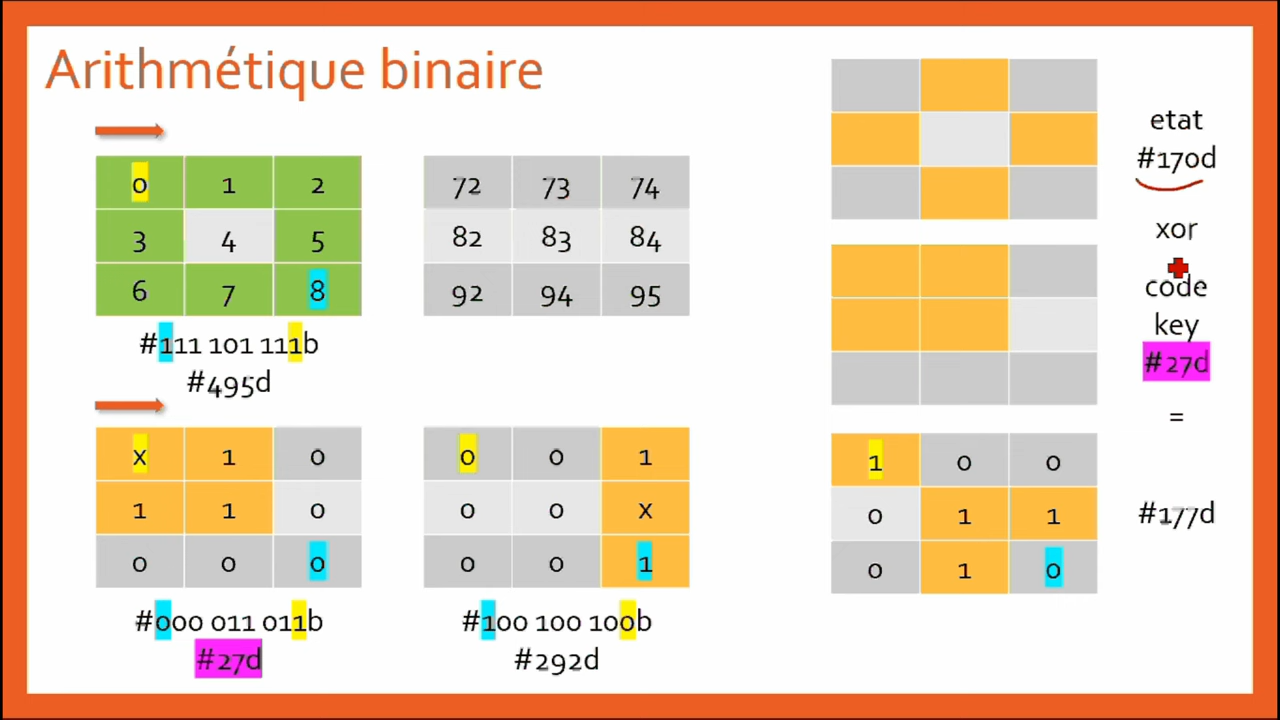 Arithmétique binaire
0 1 2
3 4 5
6 7 8
#111 101 111b
#495d
72 73 74
82 83 84
92 94 95
x 1 0
1 1 0
0 0 0
#000 011 011b
#27d
0 0 1
0 0 x
0 0 1
#100 100 100b
#292d
etat
#170d
xor
code
key
#27d
=
1 0 0
0 1 1
0 1 0
#177d